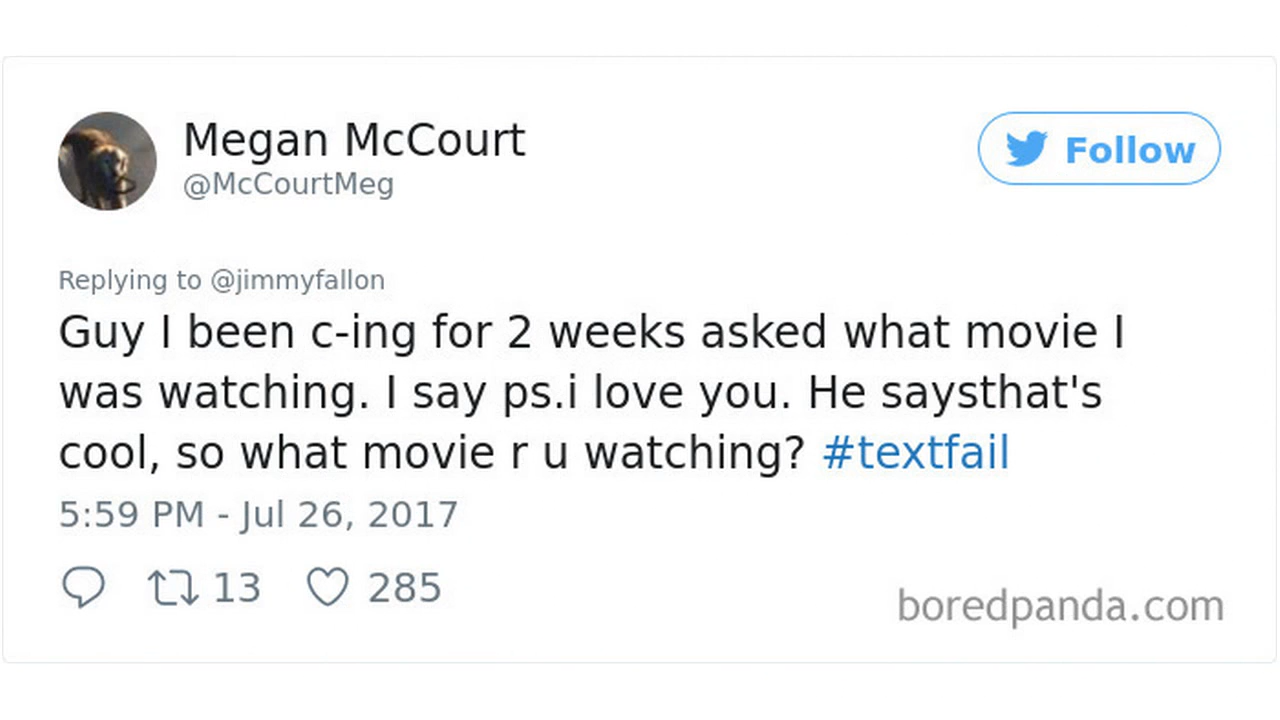 Megan McCourt
@McCourtMeg
Follow
Replying to @jimmyfallon
Guy I been c-ing for 2 weeks asked what movie I
was watching. I say ps.i love you. He saysthat's
cool, so what movie r u watching? #textfail
5:59 PM - Jul 26, 2017
13 285
boredpanda.com